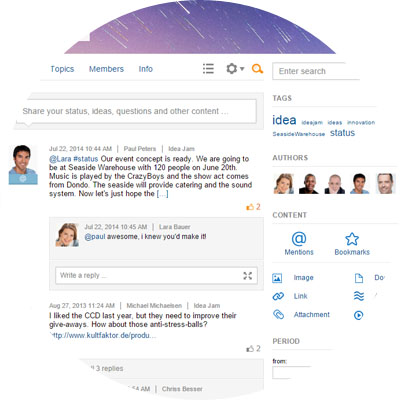 Topics Members Info
Enter search
Share your status, ideas, questions and other content ...
Jul 22, 2014 10:44 AM | Paul Peters | Idea Jam
@Lara #status Our event concept is ready. We are going
to be at Seaside Warehouse with 120 people on June 20th.
Music is played by the CrazyBoys and the show act comes
from Dondo. The seaside will provide catering and the sound
system. Now let's just hope the [...]
2
Jul 22, 2014 10:45 AM | Lara Bauer
@paul awesome, i knew you'd make it!
Write a reply ...
Aug 27, 2013 11:24 AM | Michael Michaelsen | Idea Jam
I liked the CCD last year, but they need to improve their
give-aways. How about those anti-stress-balls?
http://www.kultfaktor.de/produ...
2
3 replies
44 AM | Chriss Besser
TAGS
idea ideajam ideas innovation
SeasideWarehouse status
AUTHORS
CONTENT
@
Mentions Bookmarks
Image Do
Link
Attachment
PERIOD
from: